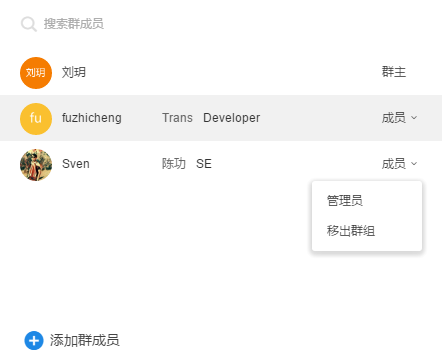 搜索群成员
刘玥 刘玥 群主
fu fuzhicheng Trans Developer 成员
Sven 陈功 SE 成员
管理员
移出群组
添加群成员